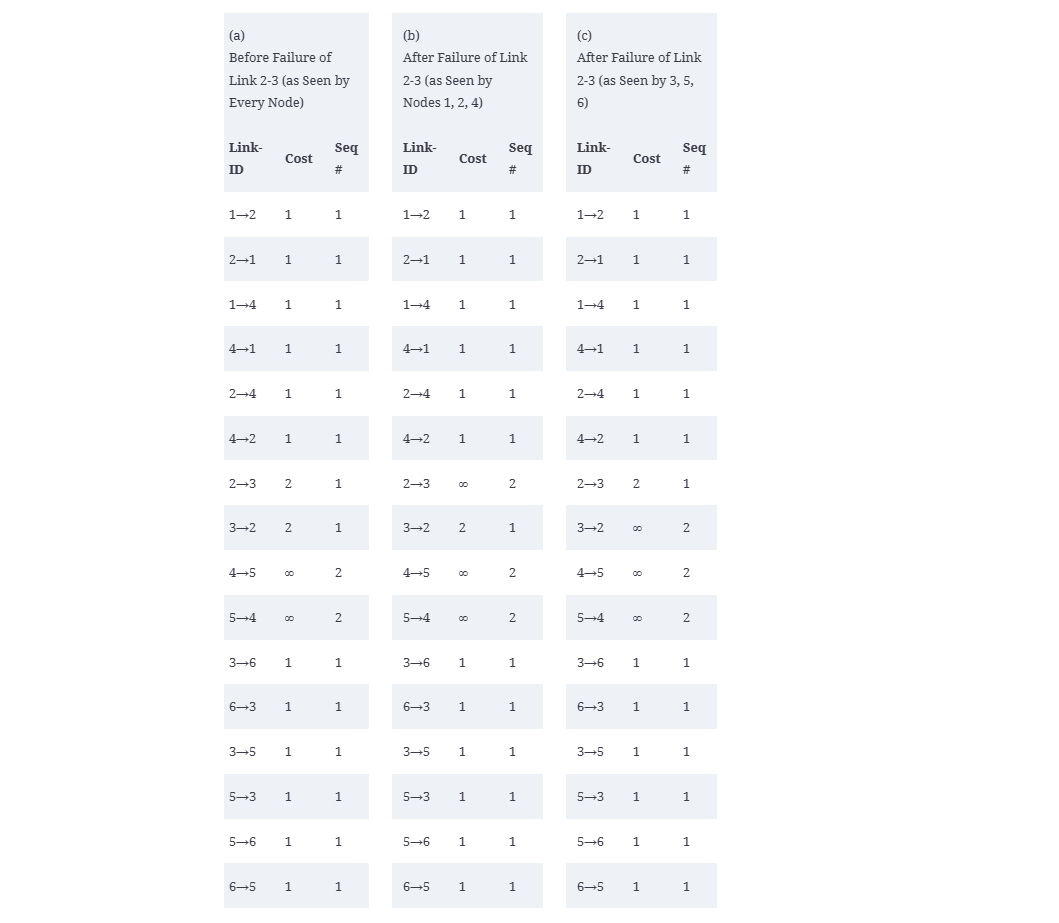 (a)
Before Failure of
Link 2-3 (as Seen by
Every Node)
(b)
After Failure of Link
2-3 (as Seen by
Nodes 1, 2, 4)
(c)
After Failure of Link
2-3 (as Seen by 3, 5,
6)
Link-ID Cost Seq # Link-ID Cost Seq # Link-ID Cost Seq #
1→2 1 1 1→2 1 1 1→2 1 1
2→1 1 1 2→1 1 1 2→1 1 1
1→4 1 1 1→4 1 1 1→4 1 1
4→1 1 1 4→1 1 1 4→1 1 1
2→4 1 1 2→4 1 1 2→4 1 1
4→2 1 1 4→2 1 1 4→2 1 1
2→3 2 1 2→3 ∞ 2 2→3 2 1
3→2 2 1 3→2 2 1 3→2 ∞ 2
4→5 ∞ 2 4→5 ∞ 2 4→5 ∞ 2
5→4 ∞ 2 5→4 ∞ 2 5→4 ∞ 2
3→6 1 1 3→6 1 1 3→6 1 1
6→3 1 1 6→3 1 1 6→3 1 1
3→5 1 1 3→5 1 1 3→5 1 1
5→3 1 1 5→3 1 1 5→3 1 1
5→6 1 1 5→6 1 1 5→6 1 1
6→5 1 1 6→5 1 1 6→5 1 1